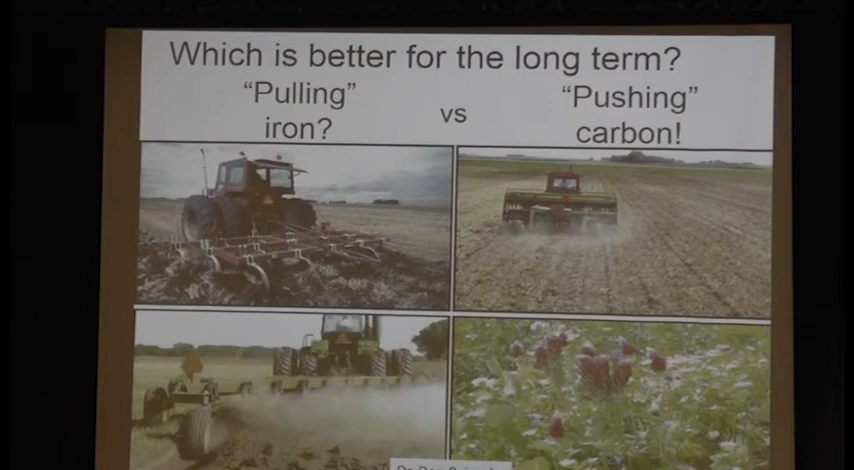 Which is better for the long term?
“Pulling”
iron?
vs
“Pushing”
carbon!